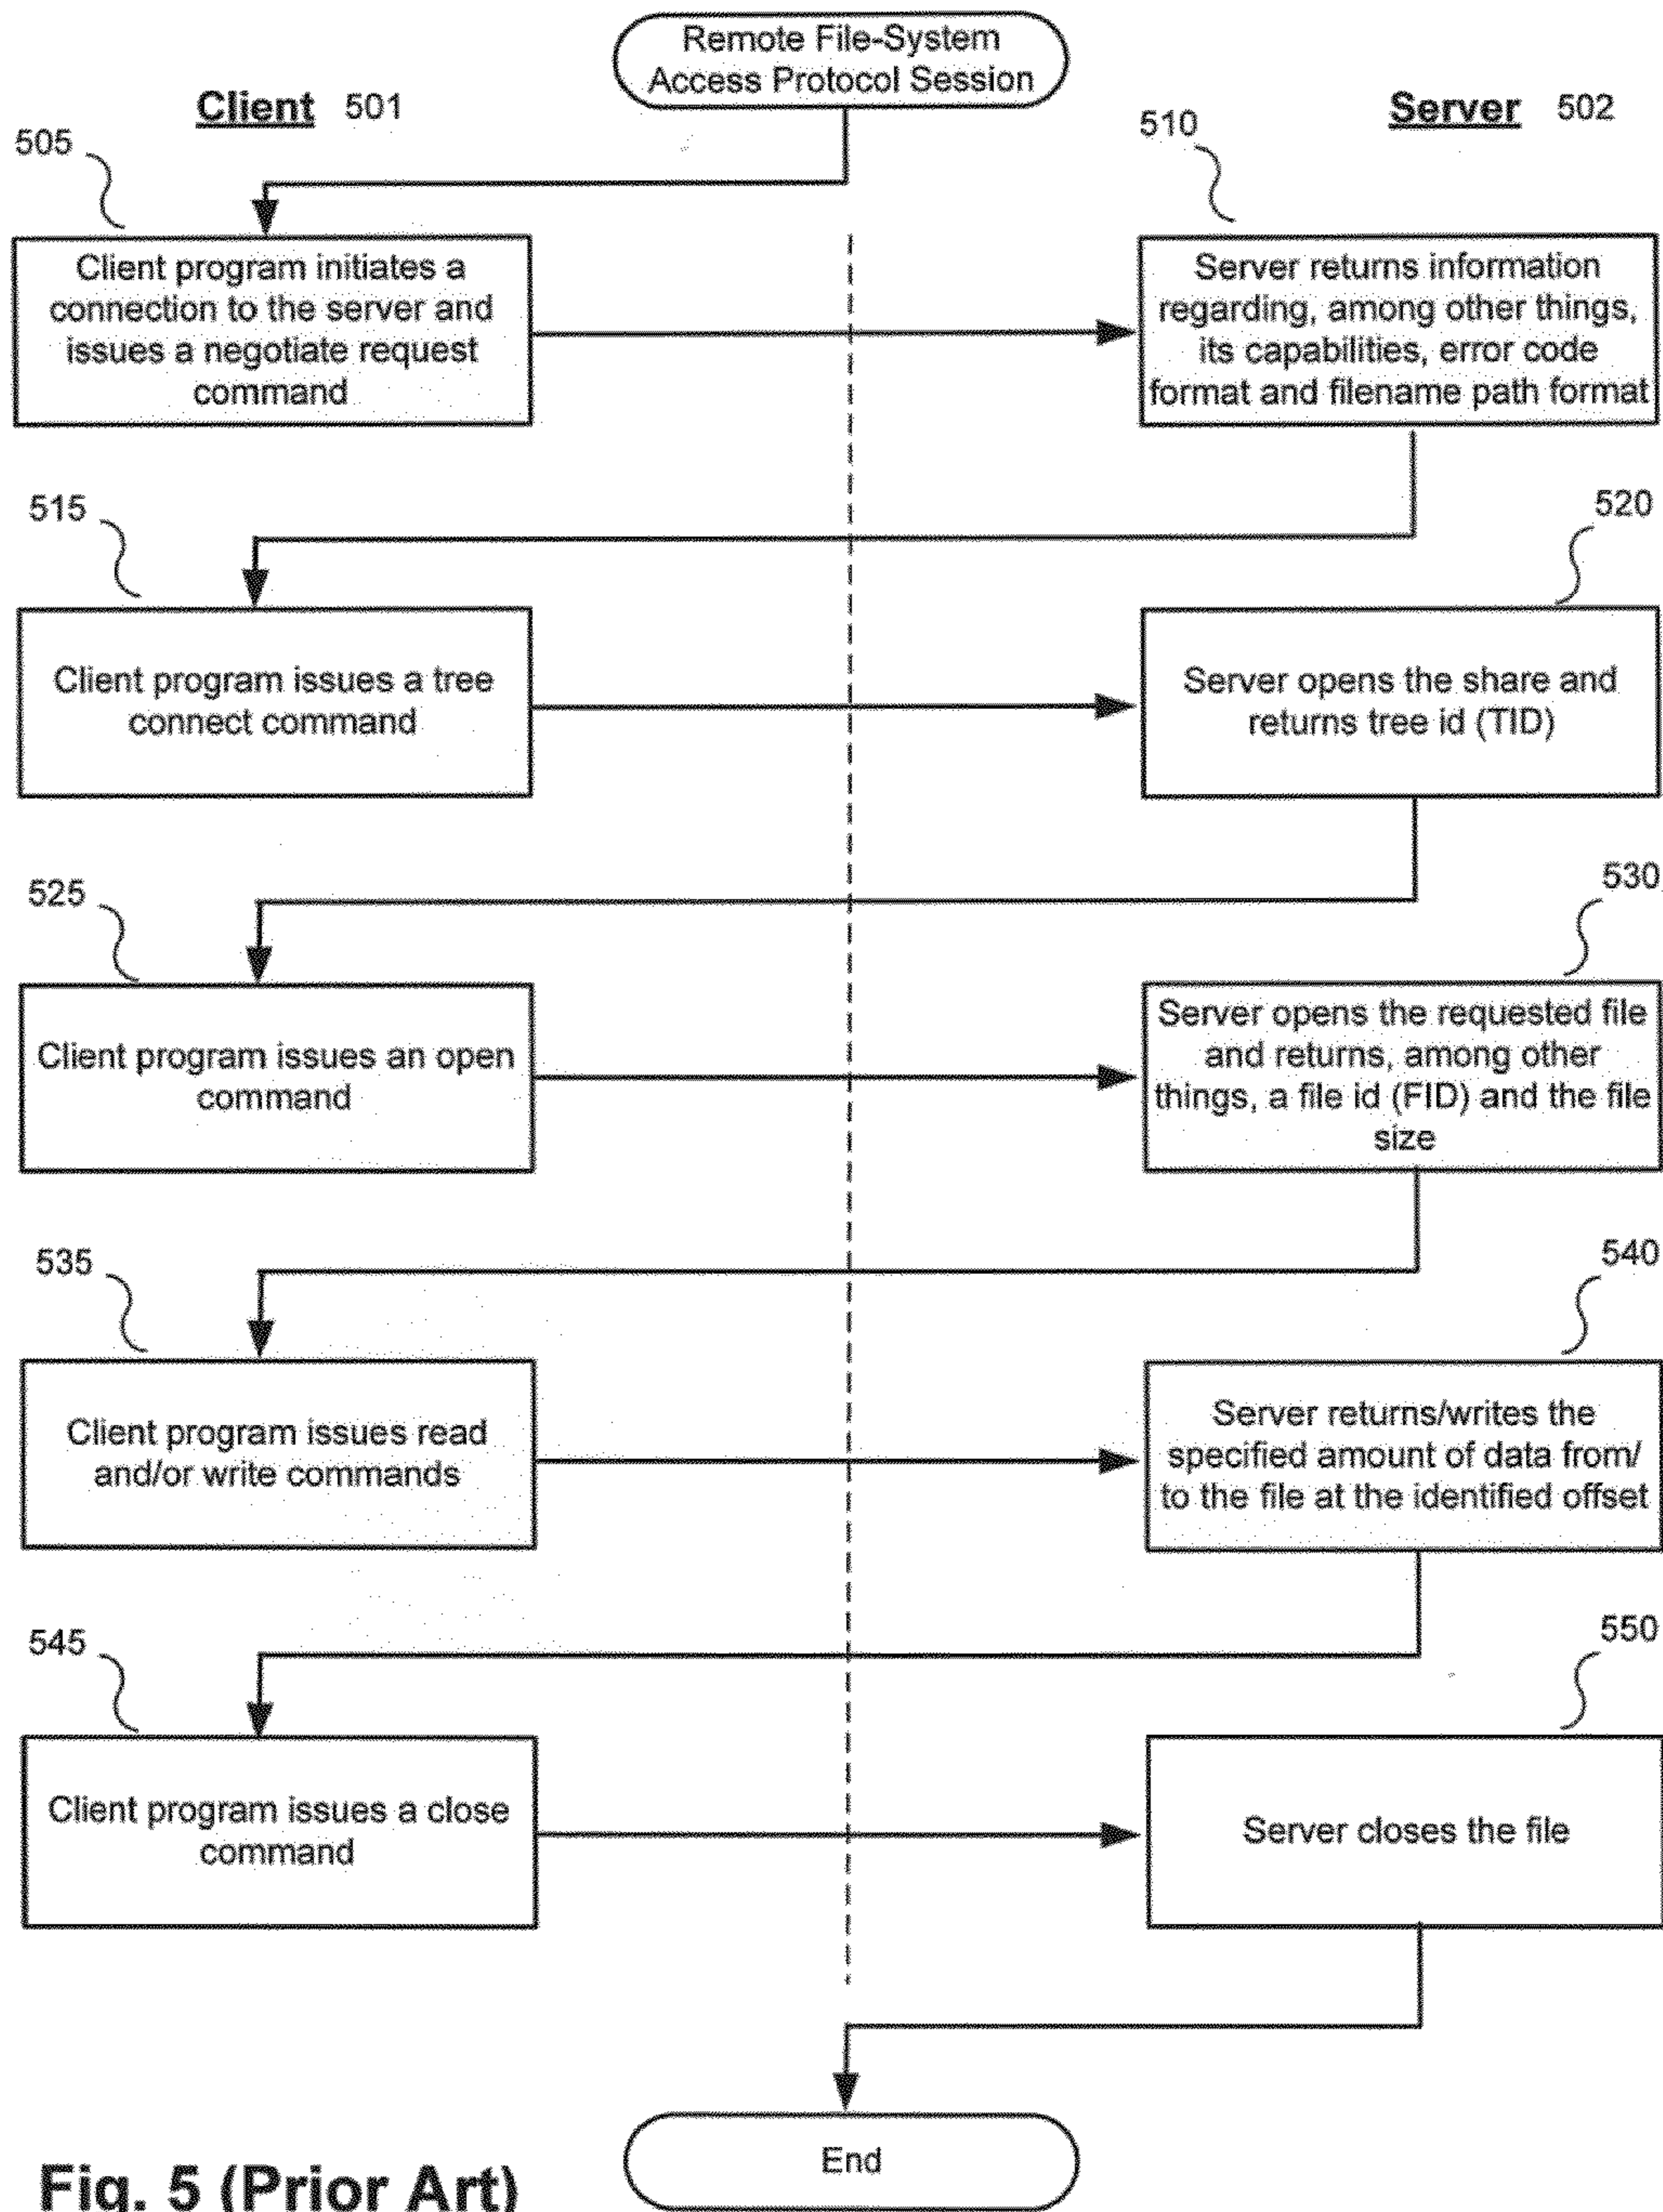 Remote File-System
Access Protocol Session
Client 501
Server 502
505
510
Client program initiates a
connection to the server and
issues a negotiate request
command
Server returns information
regarding, among other things,
its capabilities, error code
format and filename path format
515
520
Client program issues a tree
connect command
Server opens the share and
returns tree id (TID)
525
530
Client program issues an open
command
Server opens the requested file
and returns, among other
things, a file id (FID) and the file
size
535
540
Client program issues read
and/or write commands
Server returns/writes the
specified amount of data from/
to the file at the identified offset
545
550
Client program issues a close
command
Server closes the file
End
Fig. 5 (Prior Art)